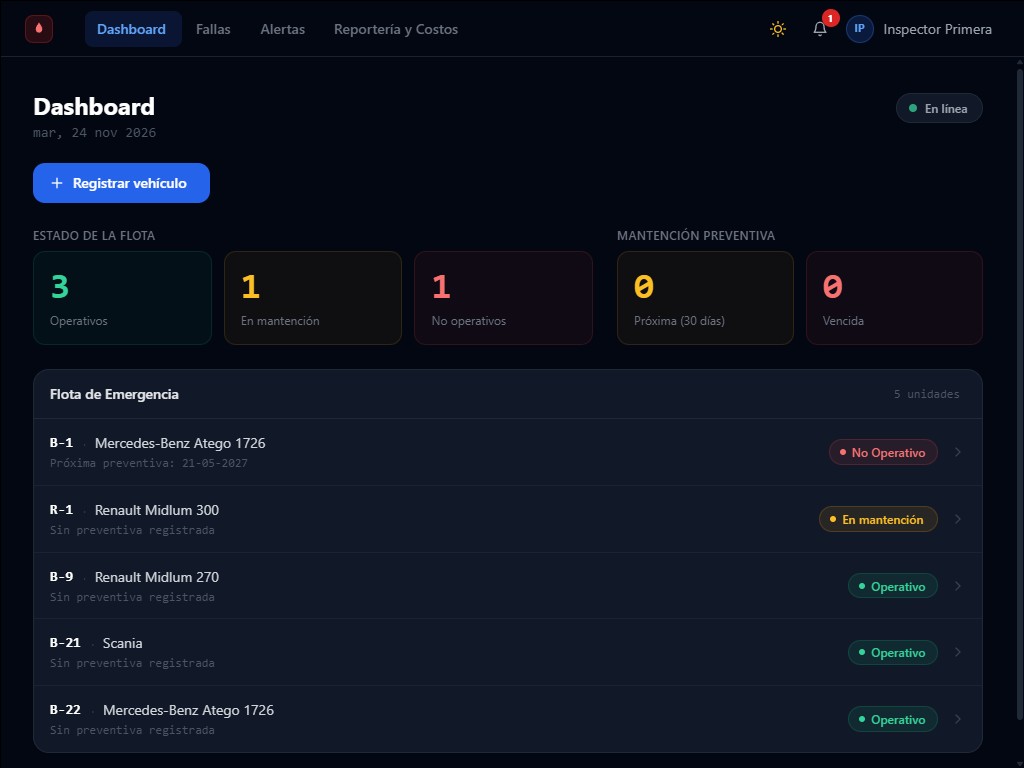 Dashboard Fallas Alertas Reportería y Costos 1 IP Inspector Primera
Dashboard
mar, 24 nov 2026
En línea
+ Registrar vehículo
ESTADO DE LA FLOTA
3
Operativos
1
En mantención
1
No operativos
MANTENCIÓN PREVENTIVA
0
Próxima (30 días)
0
Vencida
Flota de Emergencia 5 unidades
B-1 · Mercedes-Benz Atego 1726
Próxima preventiva: 21-05-2027
No Operativo
R-1 · Renault Midlum 300
Sin preventiva registrada
En mantención
B-9 · Renault Midlum 270
Sin preventiva registrada
Operativo
B-21 · Scania
Sin preventiva registrada
Operativo
B-22 · Mercedes-Benz Atego 1726
Sin preventiva registrada
Operativo